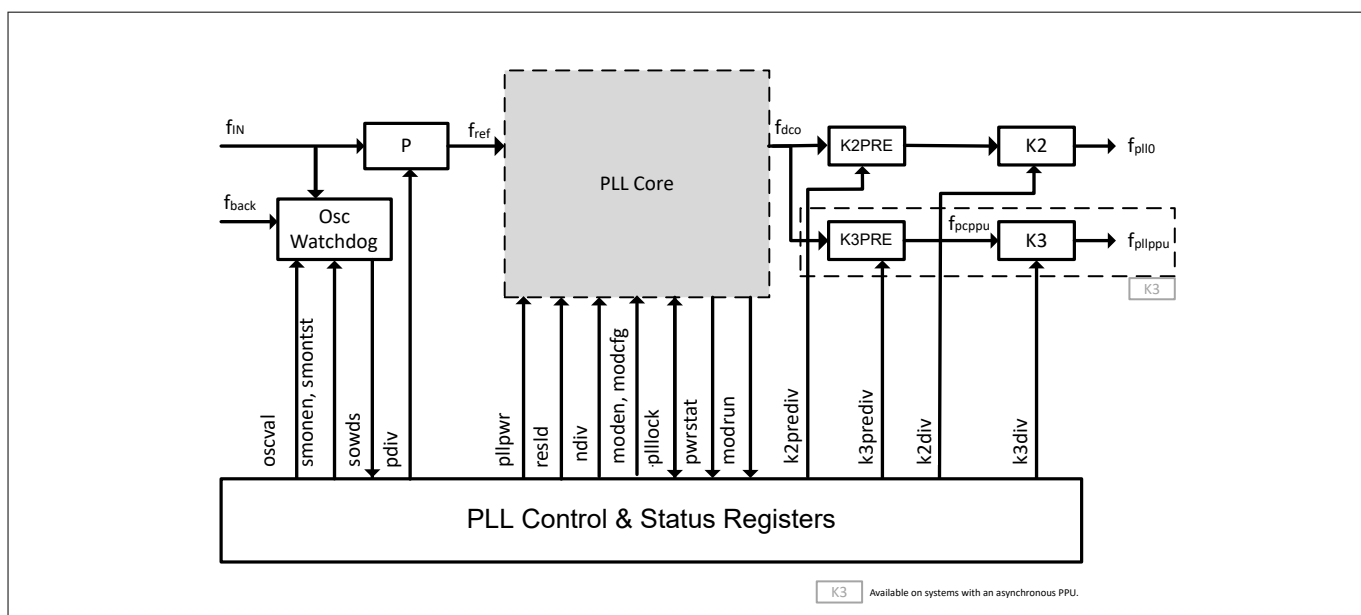 fIN
P
fref
PLL Core
fdco
K2PRE
K2
fpll0
fback
Osc
Watchdog
K3PRE
fpcppu
K3
fpllppu
K3
oscval
smonen, smontst
sowds
pdiv
pllpwr
resld
ndiv
moden, modcfg
.plllock
pwrstat
modrun
k2prediv
k3prediv
k2div
k3div
PLL Control & Status Registers
K3 Available on systems with an asynchronous PPU.